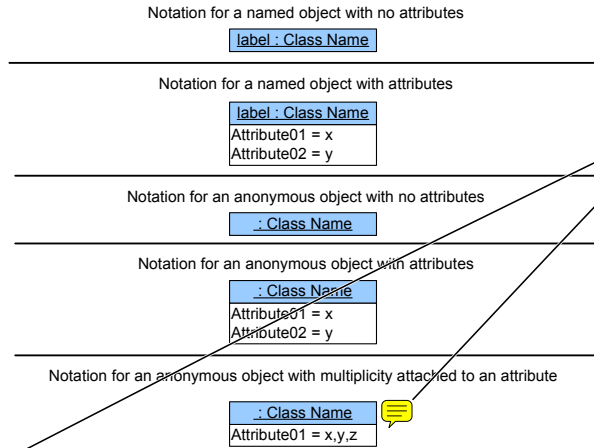 Notation for a named object with no attributes
label : Class Name
Notation for a named object with attributes
label : Class Name
Attribute01 = x
Attribute02 = y
Notation for an anonymous object with no attributes
: Class Name
Notation for an anonymous object with attributes
: Class Name
Attribute01 = x
Attribute02 = y
Notation for an anonymous object with multiplicity attached to an attribute
: Class Name
Attribute01 = x,y,z